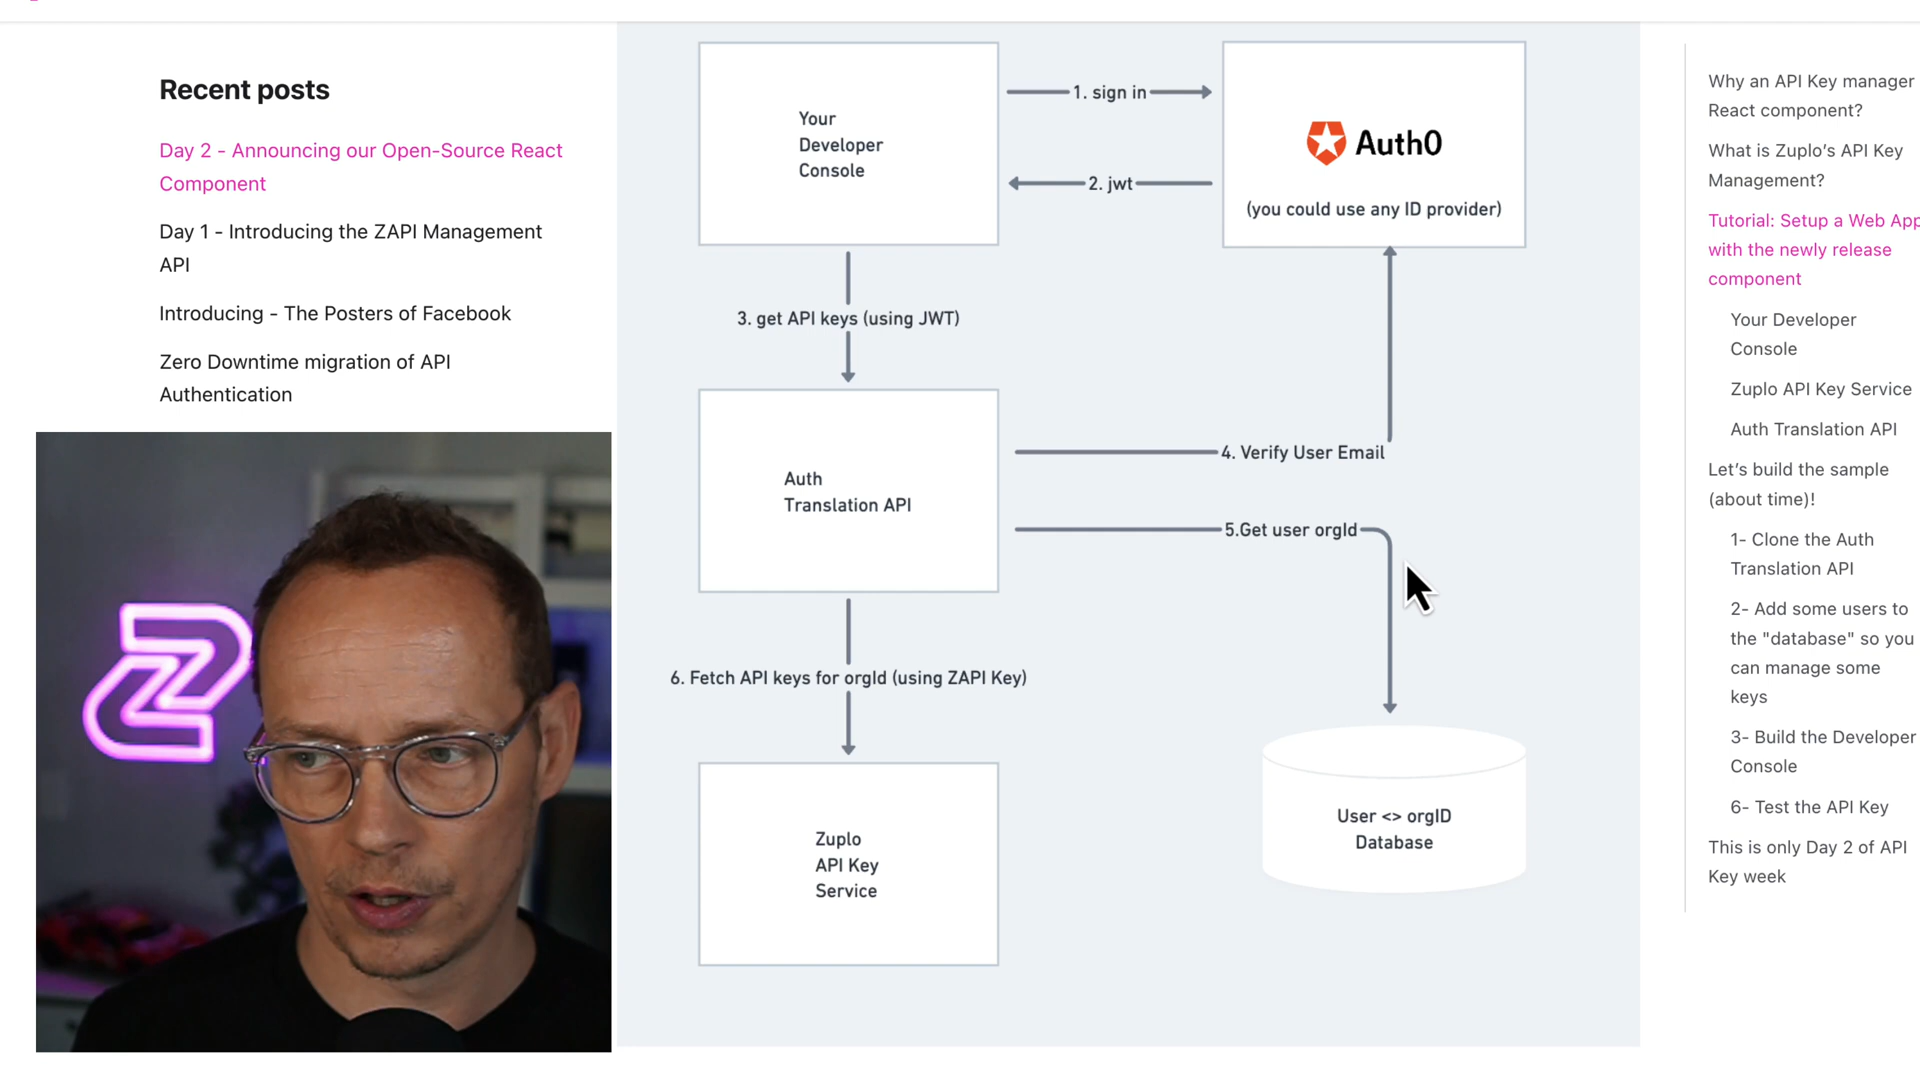 Recent posts
Day 2 - Announcing our Open-Source React
Component
Day 1 - Introducing the ZAPI Management
API
Introducing - The Posters of Facebook
Zero Downtime migration of API
Authentication
Your
Developer
Console
1. sign in
2. jwt
Auth0
(you could use any ID provider)
3. get API keys (using JWT)
Auth
Translation API
4. Verify User Email
5.Get user orgId
6. Fetch API keys for orgId (using ZAPI Key)
Zuplo
API Key
Service
User <> orgID
Database
Why an API Key manager
React component?
What is Zuplo’s API Key
Management?
Tutorial: Setup a Web App
with the newly release
component
Your Developer
Console
Zuplo API Key Service
Auth Translation API
Let’s build the sample
(about time)!
1- Clone the Auth
Translation API
2- Add some users to
the "database" so you
can manage some
keys
3- Build the Developer
Console
6- Test the API Key
This is only Day 2 of API
Key week